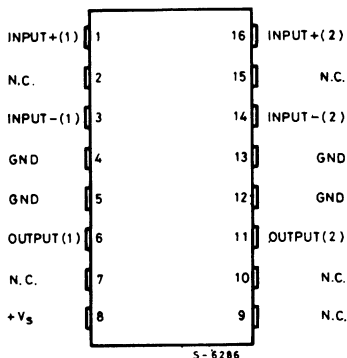 INPUT+(1) 1 16 INPUT+(2)
N.C. 2 15 N.C.
INPUT-(1) 3 14 INPUT-(2)
GND 4 13 GND
GND 5 12 GND
OUTPUT(1) 6 11 OUTPUT(2)
N.C. 7 10 N.C.
+Vs 8 9 N.C.
S-6286